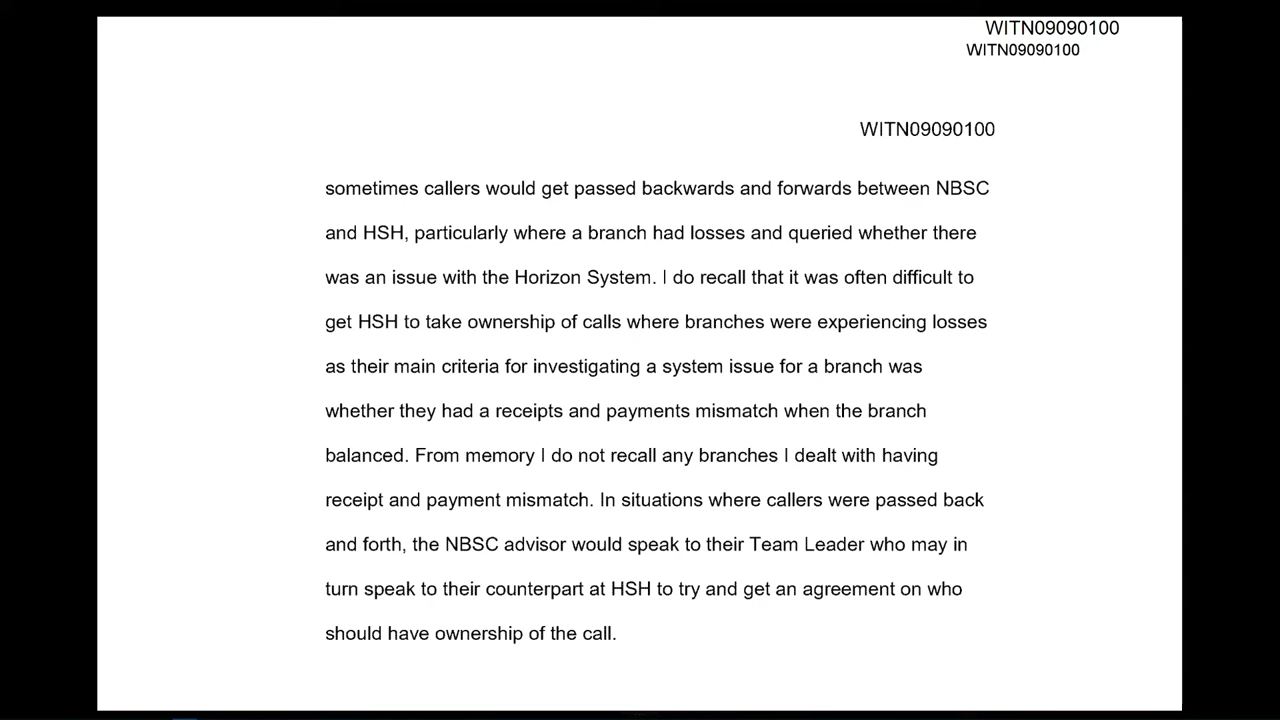 WITN09090100
WITN09090100
WITN09090100
sometimes callers would get passed backwards and forwards between NBSC
and HSH, particularly where a branch had losses and queried whether there
was an issue with the Horizon System. I do recall that it was often difficult to
get HSH to take ownership of calls where branches were experiencing losses
as their main criteria for investigating a system issue for a branch was
whether they had a receipts and payments mismatch when the branch
balanced. From memory I do not recall any branches I dealt with having
receipt and payment mismatch. In situations where callers were passed back
and forth, the NBSC advisor would speak to their Team Leader who may in
turn speak to their counterpart at HSH to try and get an agreement on who
should have ownership of the call.